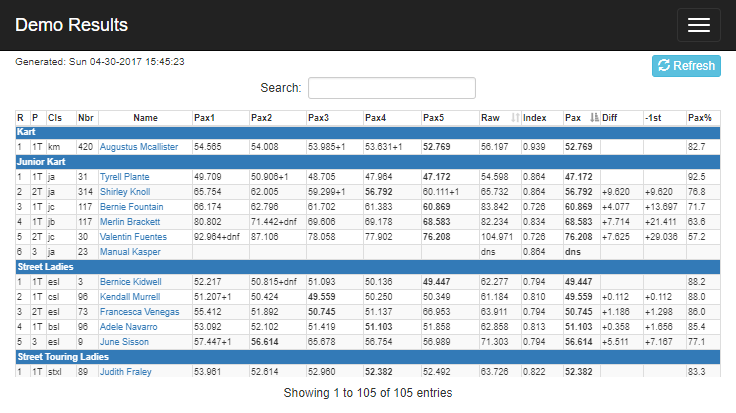 Demo Results
Generated: Sun 04-30-2017 15:45:23
Refresh
Search:
R P Cls Nbr Name Pax1 Pax2 Pax3 Pax4 Pax5 Raw Index Pax Diff -1st Pax%
Kart
1 1T km 420 Augustus Mcallister 54.565 54.008 53.985+1 53.631+1 52.769 56.197 0.939 52.769 82.7
Junior Kart
1 1T ja 31 Tyrell Plante 49.709 50.906+1 48.705 47.964 47.172 54.598 0.864 47.172 92.5
2 2T ja 314 Shirley Knoll 65.754 62.005 59.299+1 56.792 60.111+1 65.732 0.864 56.792 +9.620 +9.620 76.8
3 1T jc 117 Bernie Fountain 66.174 62.796 61.702 61.383 60.869 83.842 0.726 60.869 +4.077 +13.697 71.7
4 1T jb 117 Merlin Brackett 80.802 71.442+dnf 69.606 69.178 68.583 82.234 0.834 68.583 +7.714 +21.411 63.6
5 2T jc 30 Valentin Fuentes 92.964+dnf 87.106 78.058 77.902 76.208 104.971 0.726 76.208 +7.625 +29.036 57.2
6 3 ja 23 Manual Kasper dns 0.864 dns
Street Ladies
1 1T esl 3 Bernice Kidwell 52.217 50.815+dnf 51.093 50.136 49.447 62.277 0.794 49.447 88.2
2 1T csl 96 Kendall Murrell 51.207+1 50.424 49.559 50.250 50.349 61.184 0.810 49.559 +0.112 +0.112 88.0
3 2T esl 73 Francesca Venegas 55.412 51.892 50.745 51.137 66.953 63.911 0.794 50.745 +1.186 +1.298 86.0
4 1T bsl 96 Adele Navarro 53.092 52.102 51.419 51.103 51.858 62.858 0.813 51.103 +0.358 +1.656 85.4
5 3 esl 9 June Sisson 57.447+1 56.614 65.678 56.754 56.989 71.303 0.794 56.614 +5.511 +7.167 77.1
Street Touring Ladies
1 1T stxl 89 Judith Fraley 53.961 52.614 52.960 52.382 52.492 63.726 0.822 52.382 83.3
Showing 1 to 105 of 105 entries